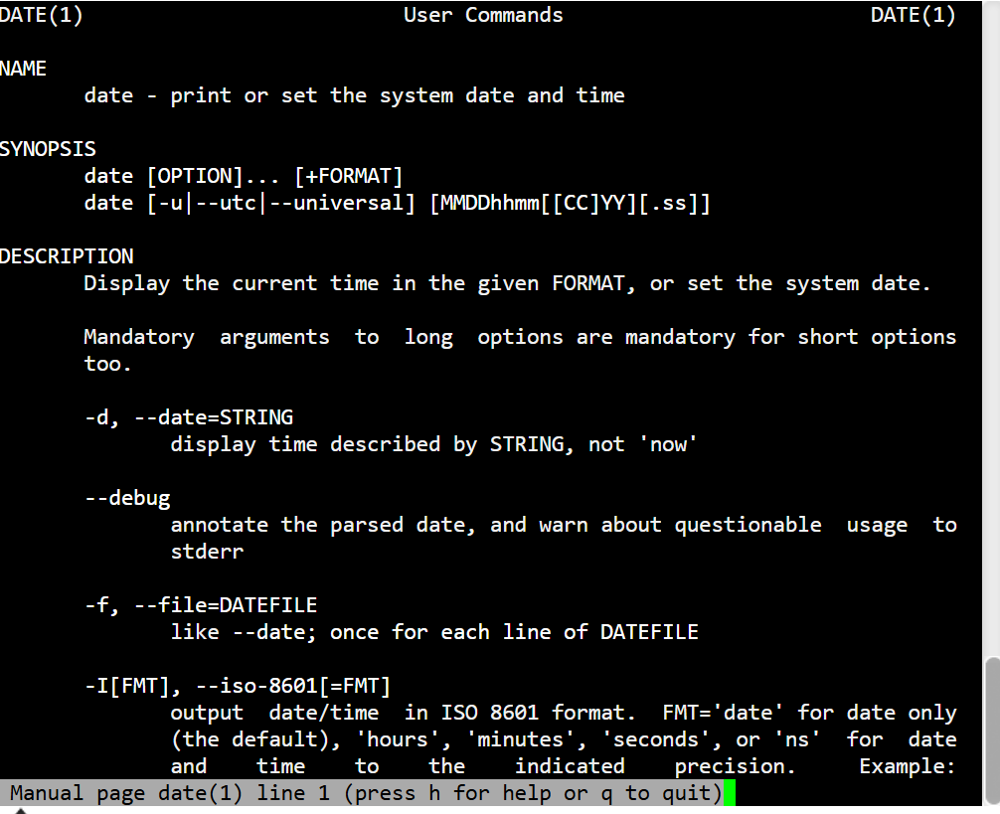 DATE(1)                          User Commands                         DATE(1)
NAME
date - print or set the system date and time
SYNOPSIS
date [OPTION]... [+FORMAT]
date [-u|--utc|--universal] [MMDDhhmm[[CC]YY][.ss]]
DESCRIPTION
Display the current time in the given FORMAT, or set the system date.
Mandatory  arguments  to  long  options are mandatory for short options
too.
-d, --date=STRING
display time described by STRING, not 'now'
--debug
annotate the parsed date, and warn about questionable  usage  to
stderr
-f, --file=DATEFILE
like --date; once for each line of DATEFILE
-I[FMT], --iso-8601[=FMT]
output  date/time  in ISO 8601 format.  FMT='date' for date only
(the default), 'hours', 'minutes', 'seconds', or 'ns'  for  date
and    time    to    the    indicated    precision.     Example:
Manual page date(1) line 1 (press h for help or q to quit)